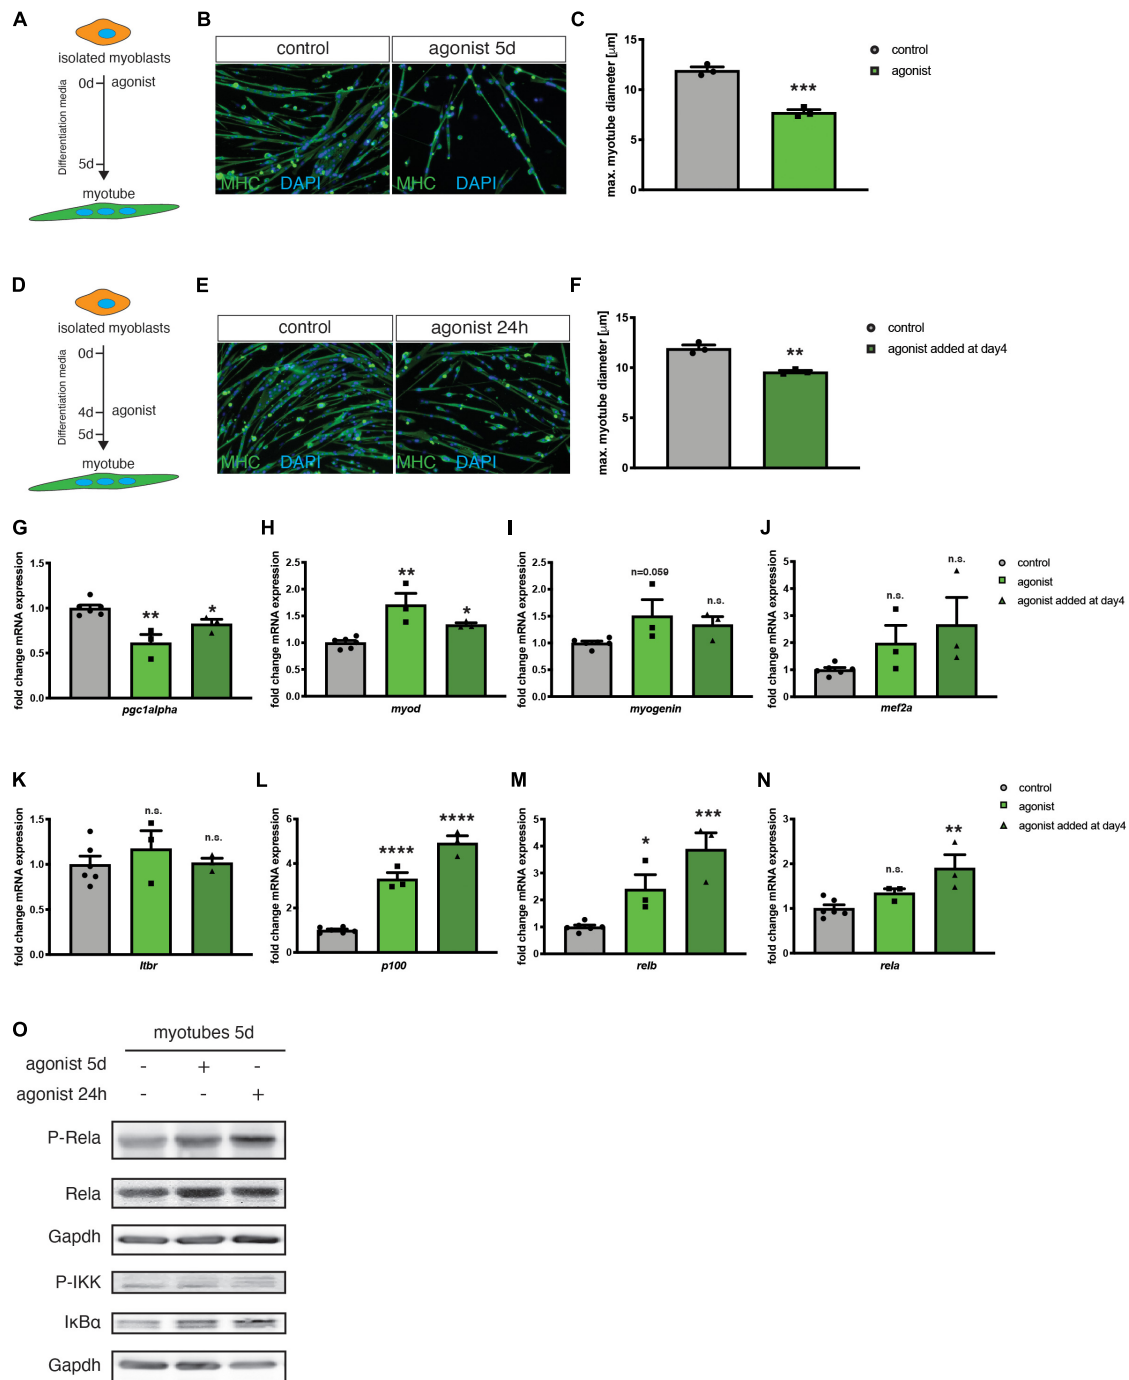 A
isolated myoblasts
0d
agonist
Differentiation media
5d
myotube
B
control
agonist 5d
MHC DAPI
MHC DAPI
C
max. myotube diameter [µm]
15
10
5
0
***
control
agonist
D
isolated myoblasts
0d
Differentiation media
4d
agonist
5d
myotube
E
control
agonist 24h
MHC DAPI
MHC DAPI
F
max. myotube diameter [µm]
15
10
5
0
**
control
agonist added at day4
G
fold change mRNA expression
1.5
1.0
0.5
0.0
**
*
pgc1alpha
H
fold change mRNA expression
2.5
2.0
1.5
1.0
0.5
0.0
**
*
myod
I
fold change mRNA expression
2.5
2.0
1.5
1.0
0.5
0.0
n=0.059
n.s.
myogenin
J
fold change mRNA expression
5
4
3
2
1
0
n.s.
n.s.
mef2a
control
agonist
agonist added at day4
K
fold change mRNA expression
1.5
1.0
0.5
0.0
n.s.
n.s.
ltbr
L
fold change mRNA expression
6
4
2
0
****
****
p100
M
fold change mRNA expression
5
4
3
2
1
0
*
***
relb
N
fold change mRNA expression
3
2
1
0
n.s.
**
rela
control
agonist
agonist added at day4
O
myotubes 5d
agonist 5d - + -
agonist 24h - - +
P-Rela
Rela
Gapdh
P-IKK
IκBα
Gapdh